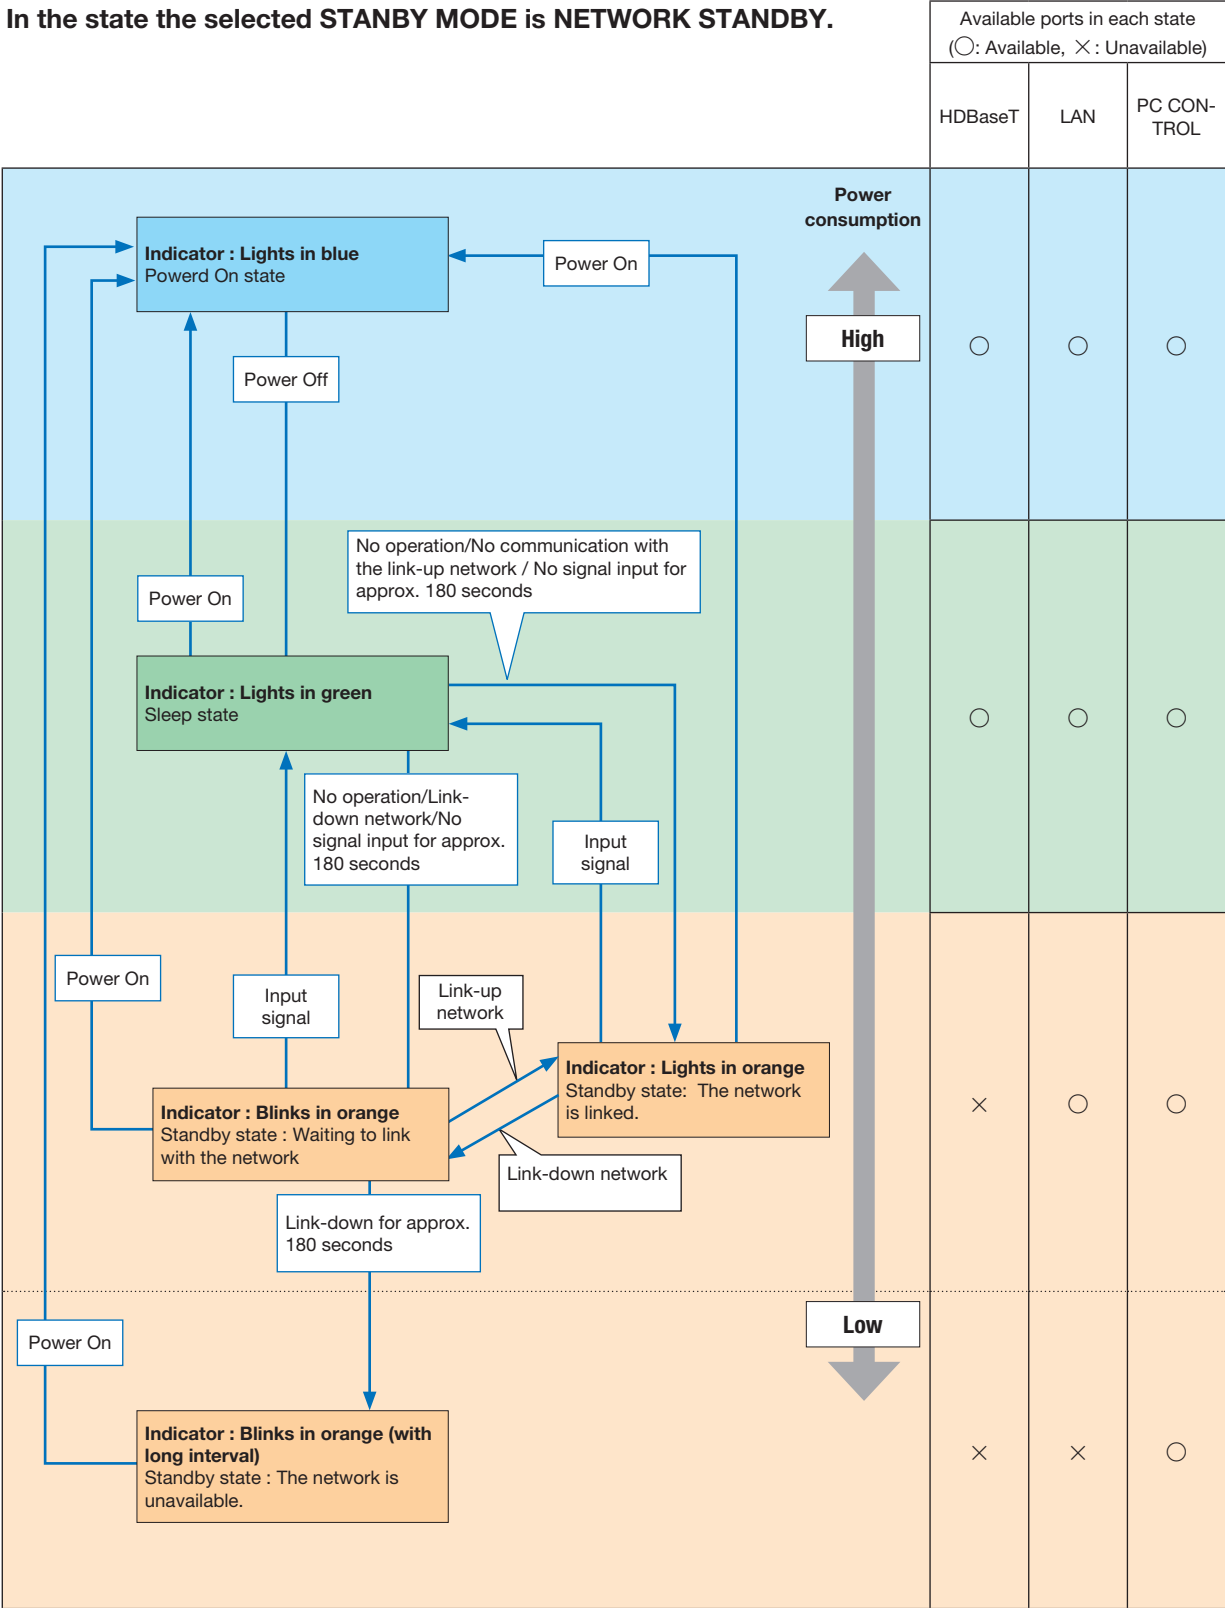 In the state the selected STANBY MODE is NETWORK STANDBY.
Available ports in each state
(○: Available, ×: Unavailable)
HDBaseT
LAN
PC CON-
TROL
Power
consumption
Indicator : Lights in blue
Powerd On state
Power On
High
○
○
○
Power Off
No operation/No communication with
the link-up network / No signal input for
approx. 180 seconds
Power On
Indicator : Lights in green
Sleep state
○
○
○
No operation/Link-
down network/No
signal input for approx.
180 seconds
Input
signal
Power On
Input
signal
Link-up
network
Indicator : Lights in orange
Standby state:  The network
is linked.
Indicator : Blinks in orange
Standby state : Waiting to link
with the network
×
○
○
Link-down network
Link-down for approx.
180 seconds
Low
Power On
Indicator : Blinks in orange (with
long interval)
Standby state : The network is
unavailable.
×
×
○